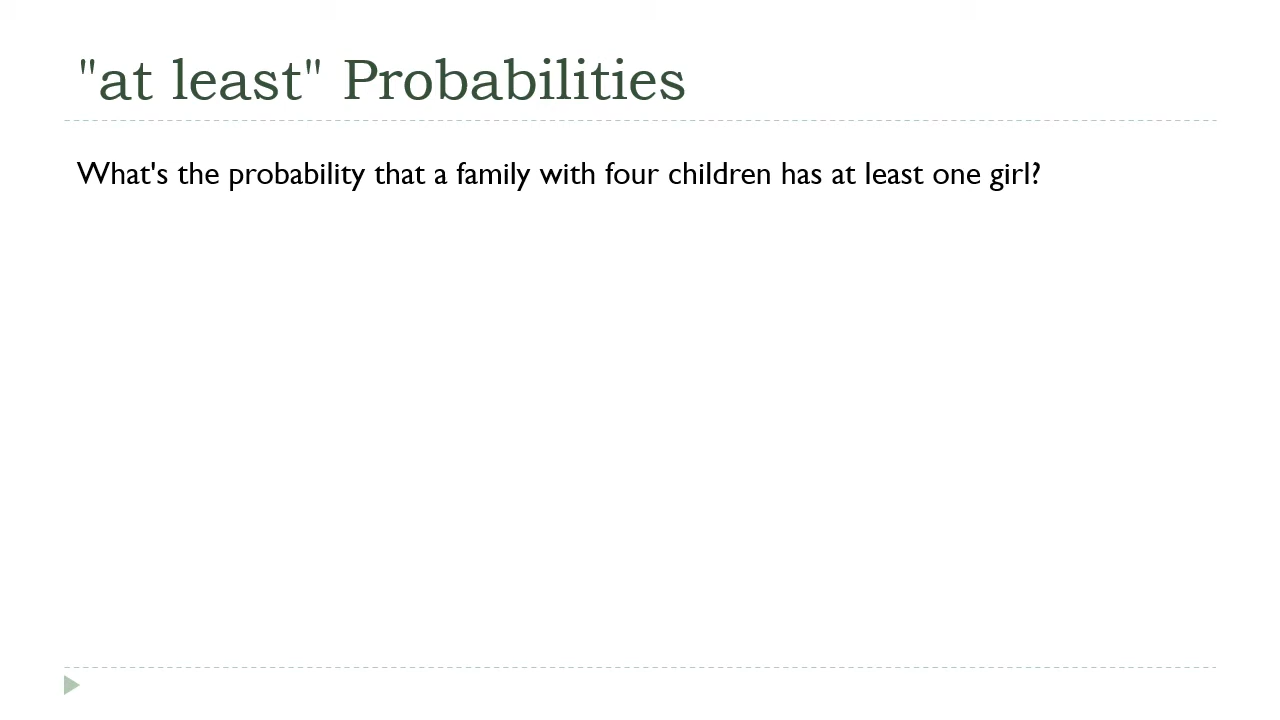 "at least" Probabilities
What's the probability that a family with four children has at least one girl?